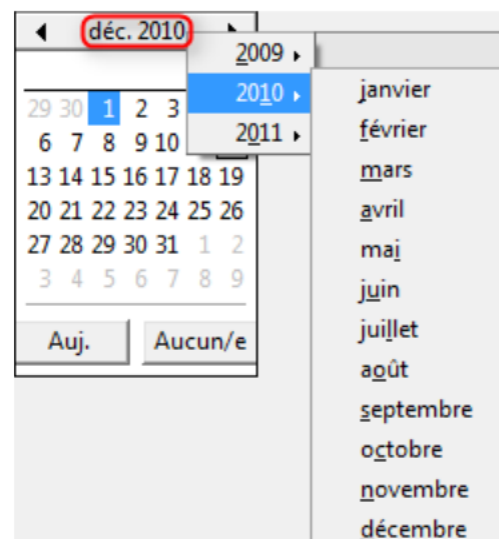 déc. 2010
29 30 1 2 3
6 7 8 9 10
13 14 15 16 17 18 19
20 21 22 23 24 25 26
27 28 29 30 31 1 2
3 4 5 6 7 8 9
Auj. Aucun/e
2009
2010
2011
janvier
février
mars
avril
mai
juin
juillet
août
septembre
octobre
novembre
décembre